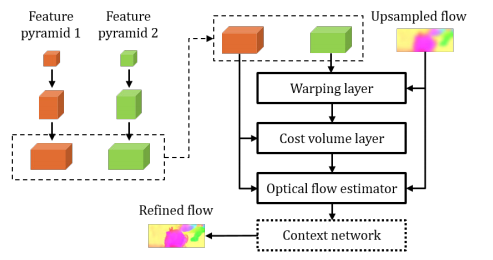 Feature
pyramid 1
Feature
pyramid 2
Upsampled flow
Warping layer
Cost volume layer
Optical flow estimator
Refined flow
Context network